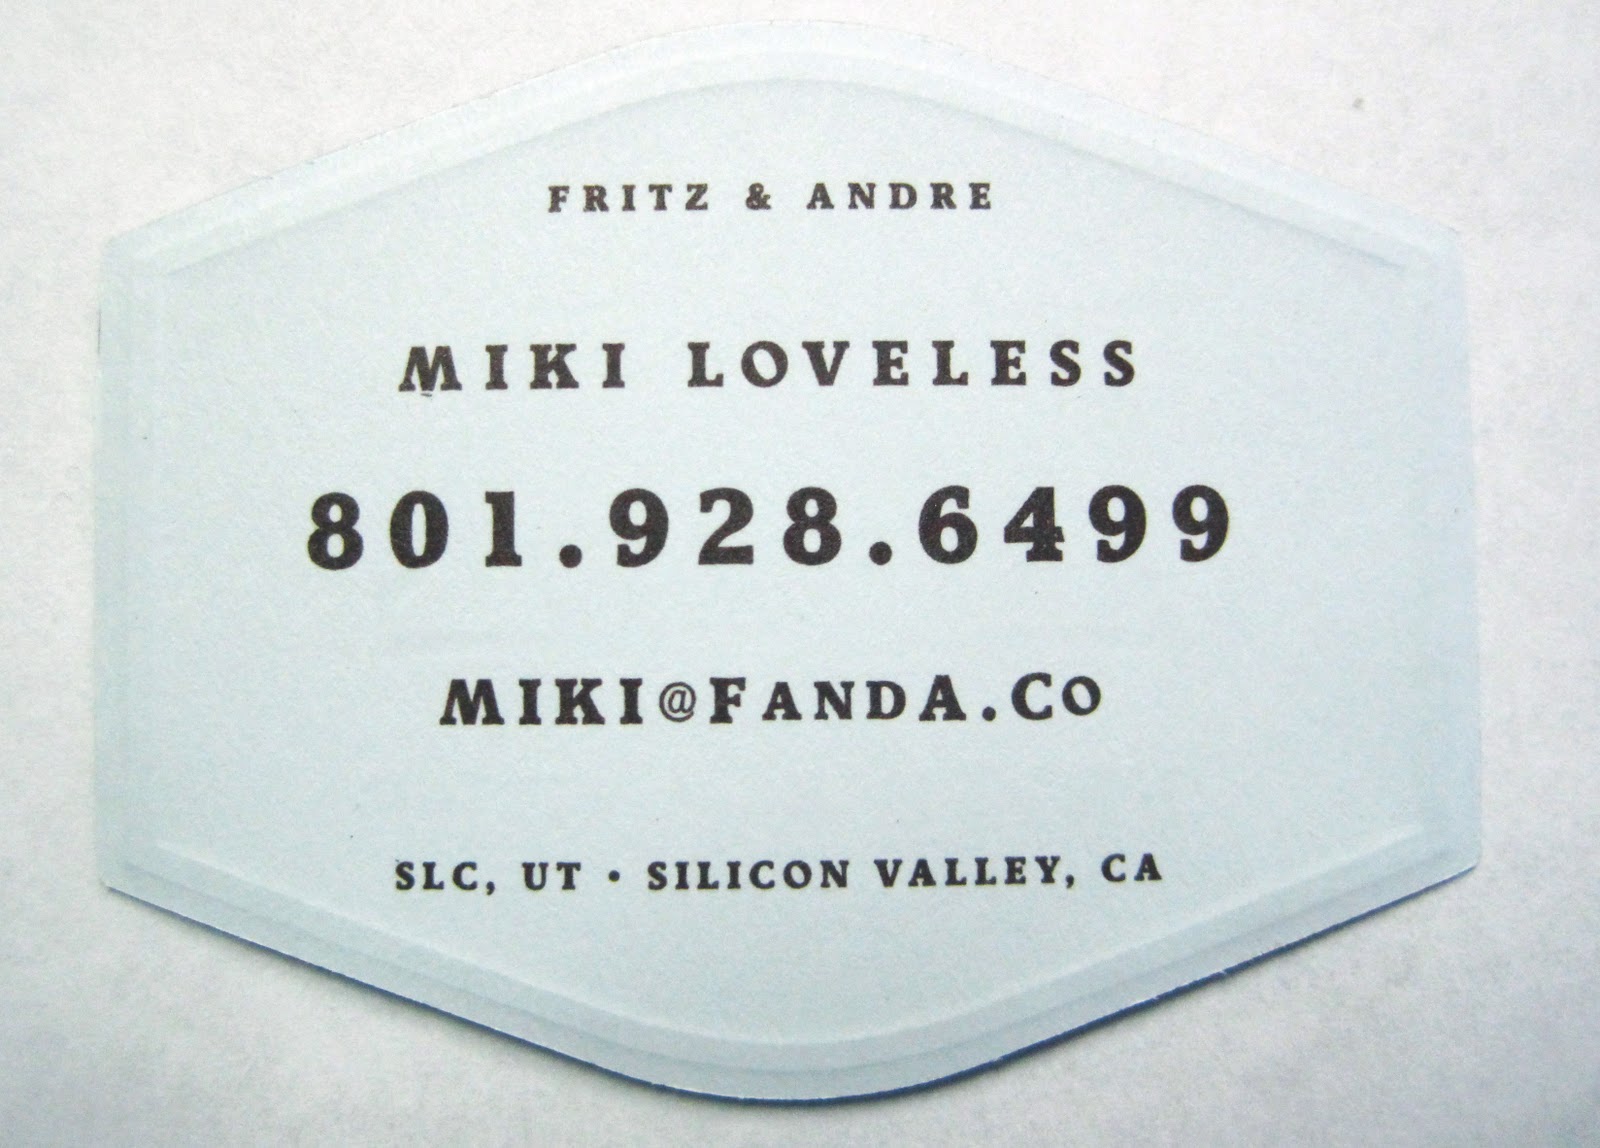 FRITZ & ANDRE
MIKI LOVELESS
801.928.6499
MIKI@FANDA.CO
SLC, UT • SILICON VALLEY, CA